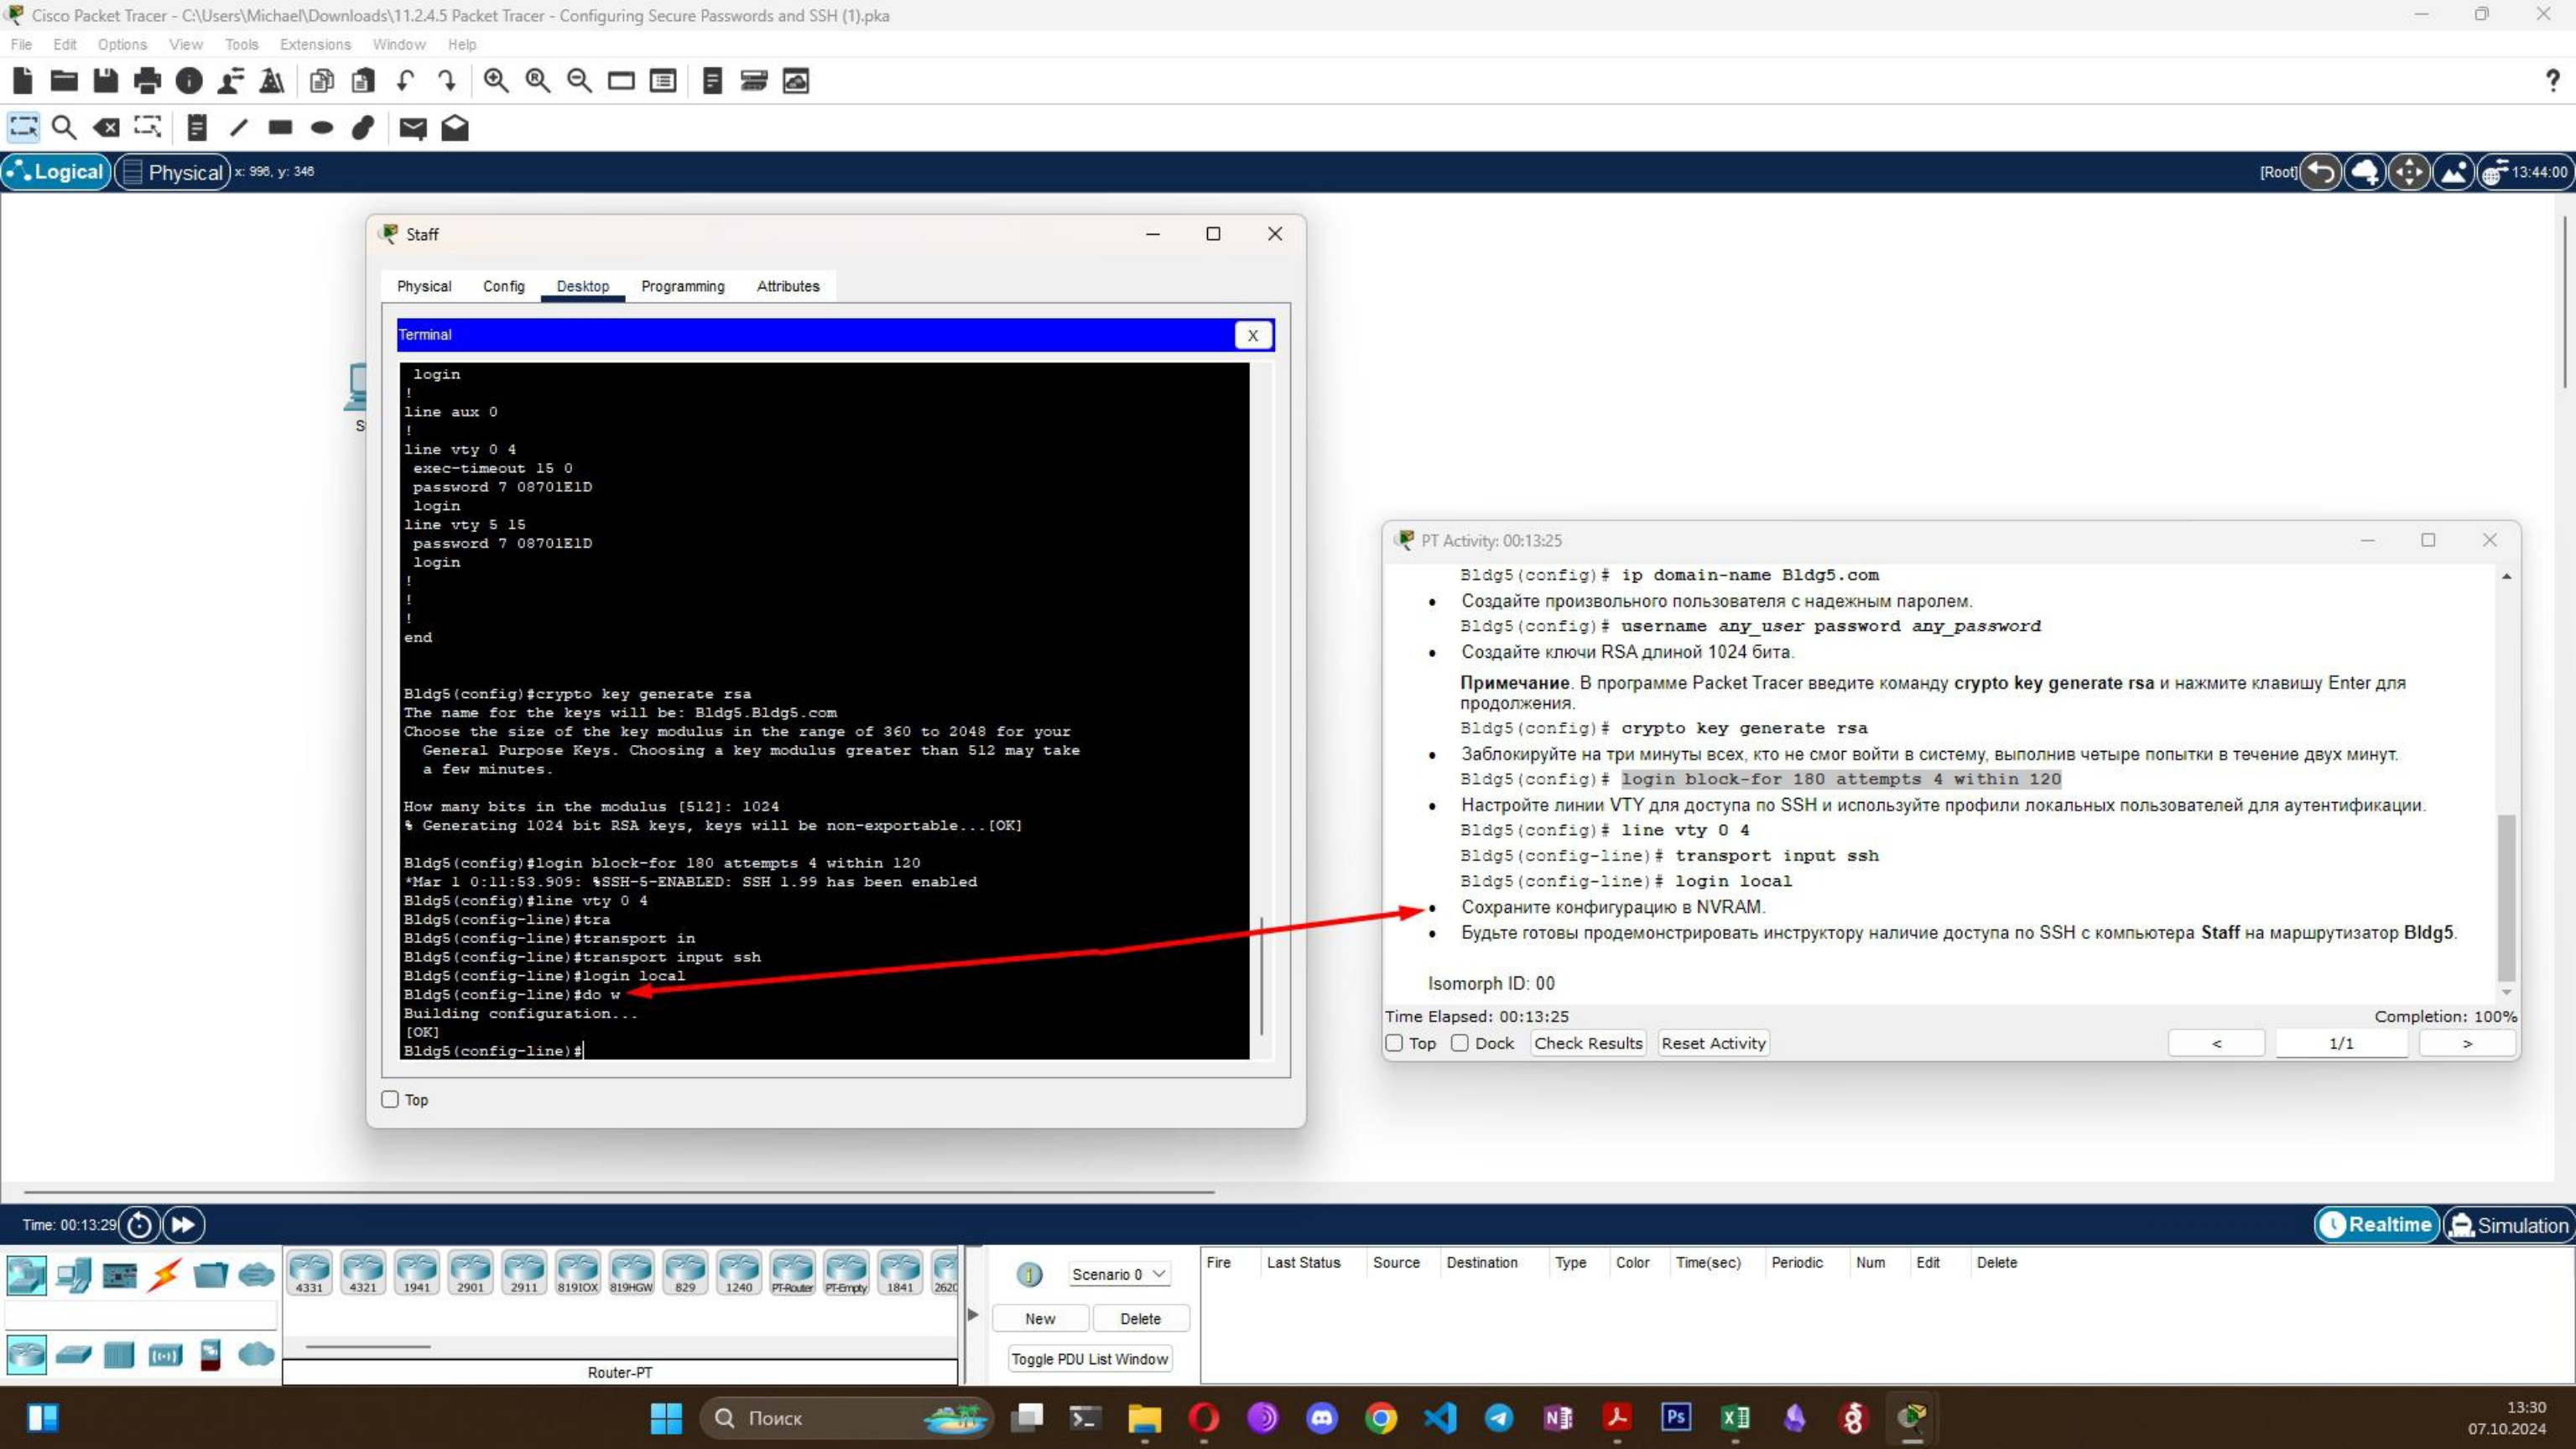 Cisco Packet Tracer - C:\Users\Michael\Downloads\11.2.4.5 Packet Tracer - Configuring Secure Passwords and SSH (1).pka
File Edit Options View Tools Extensions Window Help
?
Logical Physical x: 996, y: 346 [Root] 13:44:00
Staff
Physical Config Desktop Programming Attributes
Terminal X
login
!
line aux 0
!
line vty 0 4
exec-timeout 15 0
password 7 08701E1D
login
line vty 5 15
password 7 08701E1D
login
!
!
!
end
Bldg5(config)#crypto key generate rsa
The name for the keys will be: Bldg5.Bldg5.com
Choose the size of the key modulus in the range of 360 to 2048 for your
General Purpose Keys. Choosing a key modulus greater than 512 may take
a few minutes.
How many bits in the modulus [512]: 1024
% Generating 1024 bit RSA keys, keys will be non-exportable...[OK]
Bldg5(config)#login block-for 180 attempts 4 within 120
*Mar 1 0:11:53.909: %SSH-5-ENABLED: SSH 1.99 has been enabled
Bldg5(config)#line vty 0 4
Bldg5(config-line)#tra
Bldg5(config-line)#transport in
Bldg5(config-line)#transport input ssh
Bldg5(config-line)#login local
Bldg5(config-line)#do w
Building configuration...
[OK]
Bldg5(config-line)#
Top
S
PT Activity: 00:13:25
Bldg5(config)# ip domain-name Bldg5.com
• Создайте произвольного пользователя с надежным паролем.
Bldg5(config)# username any_user password any_password
• Создайте ключи RSA длиной 1024 бита.
Примечание. В программе Packet Tracer введите команду crypto key generate rsa и нажмите клавишу Enter для
продолжения.
Bldg5(config)# crypto key generate rsa
• Заблокируйте на три минуты всех, кто не смог войти в систему, выполнив четыре попытки в течение двух минут.
Bldg5(config)# login block-for 180 attempts 4 within 120
• Настройте линии VTY для доступа по SSH и используйте профили локальных пользователей для аутентификации.
Bldg5(config)# line vty 0 4
Bldg5(config-line)# transport input ssh
Bldg5(config-line)# login local
• Сохраните конфигурацию в NVRAM.
• Будьте готовы продемонстрировать инструктору наличие доступа по SSH с компьютера Staff на маршрутизатор Bldg5.
Isomorph ID: 00
Time Elapsed: 00:13:25 Completion: 100%
Top Dock Check Results Reset Activity < 1/1 >
Time: 00:13:29 Realtime Simulation
4331 4321 1941 2901 2911 819IOX 819HGW 829 1240 PT-Router PT-Empty 1841 262
Router-PT
Scenario 0
New Delete
Toggle PDU List Window
Fire Last Status Source Destination Type Color Time(sec) Periodic Num Edit Delete
Поиск
Ps
13:30
07.10.2024